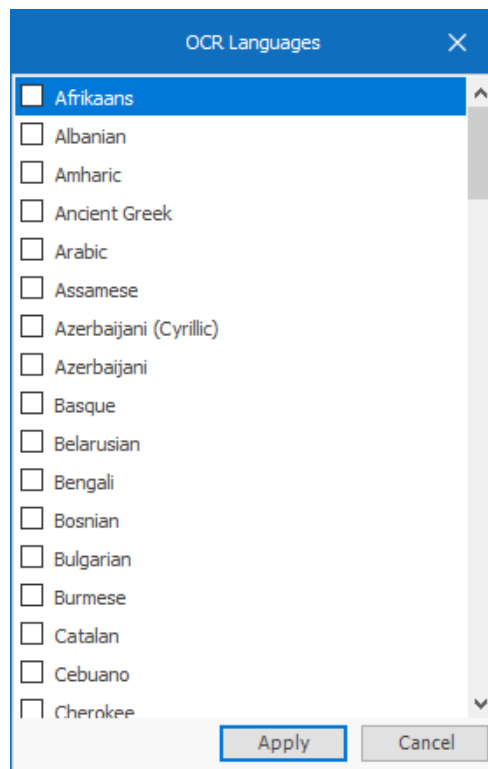 OCR Languages
Afrikaans
Albanian
Amharic
Ancient Greek
Arabic
Assamese
Azerbaijani (Cyrillic)
Azerbaijani
Basque
Belarusian
Bengali
Bosnian
Bulgarian
Burmese
Catalan
Cebuano
Cherokee
Apply Cancel